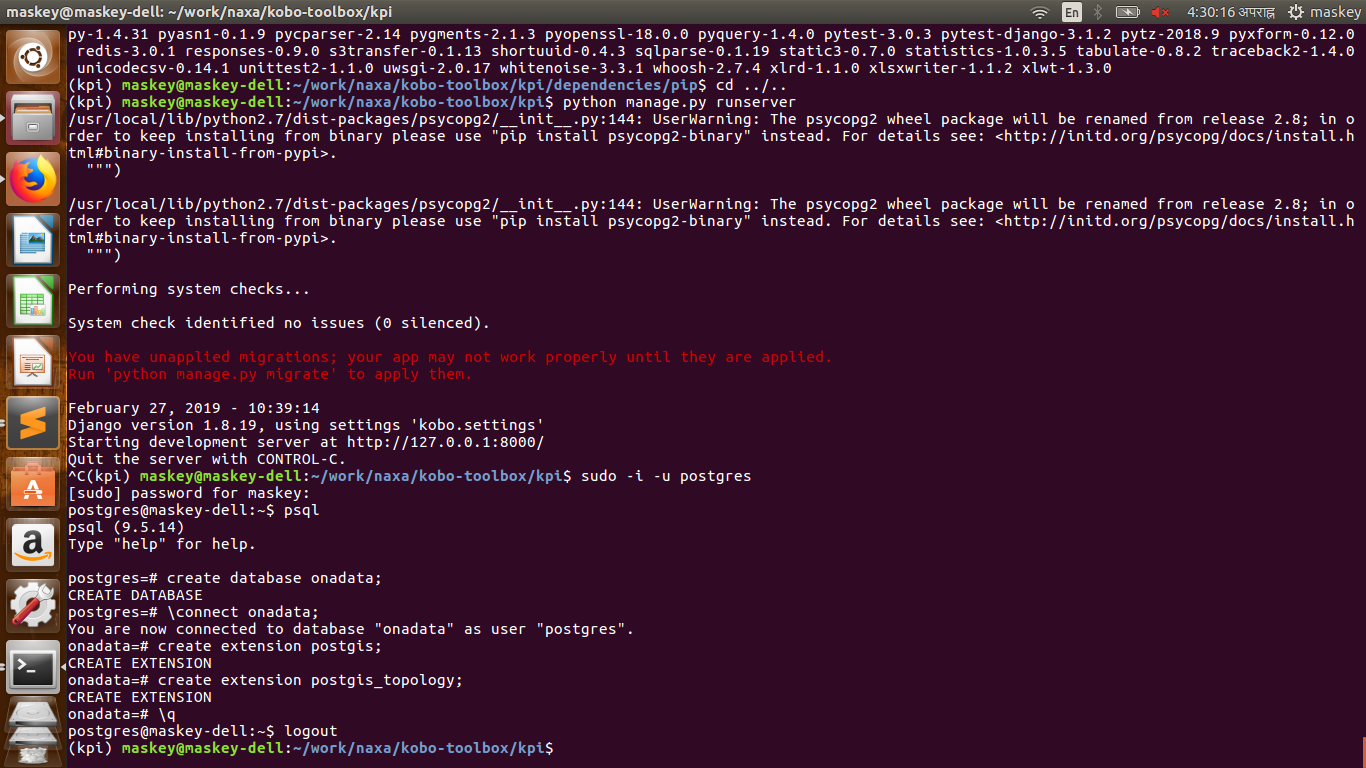 maskey@maskey-dell: ~/work/naxa/kobo-toolbox/kpi
En
4:30:16 अपराह्न
maskey
py-1.4.31 pyasn1-0.1.9 pycparser-2.14 pygments-2.1.3 pyopenssl-18.0.0 pyquery-1.4.0 pytest-3.0.3 pytest-django-3.1.2 pytz-2018.9 pyxform-0.12.0
redis-3.0.1 responses-0.9.0 s3transfer-0.1.13 shortuuid-0.4.3 sqlparse-0.1.19 static3-0.7.0 statistics-1.0.3.5 tabulate-0.8.2 traceback2-1.4.0
unicodecsv-0.14.1 unittest2-1.1.0 uwsgi-2.0.17 whitenoise-3.3.1 whoosh-2.7.4 xlrd-1.1.0 xlsxwriter-1.1.2 xlwt-1.3.0
(kpi) maskey@maskey-dell:~/work/naxa/kobo-toolbox/kpi/dependencies/pip$ cd ../..
(kpi) maskey@maskey-dell:~/work/naxa/kobo-toolbox/kpi$ python manage.py runserver
/usr/local/lib/python2.7/dist-packages/psycopg2/__init__.py:144: UserWarning: The psycopg2 wheel package will be renamed from release 2.8; in o
rder to keep installing from binary please use "pip install psycopg2-binary" instead. For details see: <http://initd.org/psycopg/docs/install.h
tml#binary-install-from-pypi>.
""")
/usr/local/lib/python2.7/dist-packages/psycopg2/__init__.py:144: UserWarning: The psycopg2 wheel package will be renamed from release 2.8; in o
rder to keep installing from binary please use "pip install psycopg2-binary" instead. For details see: <http://initd.org/psycopg/docs/install.h
tml#binary-install-from-pypi>.
""")
Performing system checks...
System check identified no issues (0 silenced).
You have unapplied migrations; your app may not work properly until they are applied.
Run 'python manage.py migrate' to apply them.
February 27, 2019 - 10:39:14
Django version 1.8.19, using settings 'kobo.settings'
Starting development server at http://127.0.0.1:8000/
Quit the server with CONTROL-C.
^C(kpi) maskey@maskey-dell:~/work/naxa/kobo-toolbox/kpi$ sudo -i -u postgres
[sudo] password for maskey:
postgres@maskey-dell:~$ psql
psql (9.5.14)
Type "help" for help.
postgres=# create database onadata;
CREATE DATABASE
postgres=# \connect onadata;
You are now connected to database "onadata" as user "postgres".
onadata=# create extension postgis;
CREATE EXTENSION
onadata=# create extension postgis_topology;
CREATE EXTENSION
onadata=# \q
postgres@maskey-dell:~$ logout
(kpi) maskey@maskey-dell:~/work/naxa/kobo-toolbox/kpi$